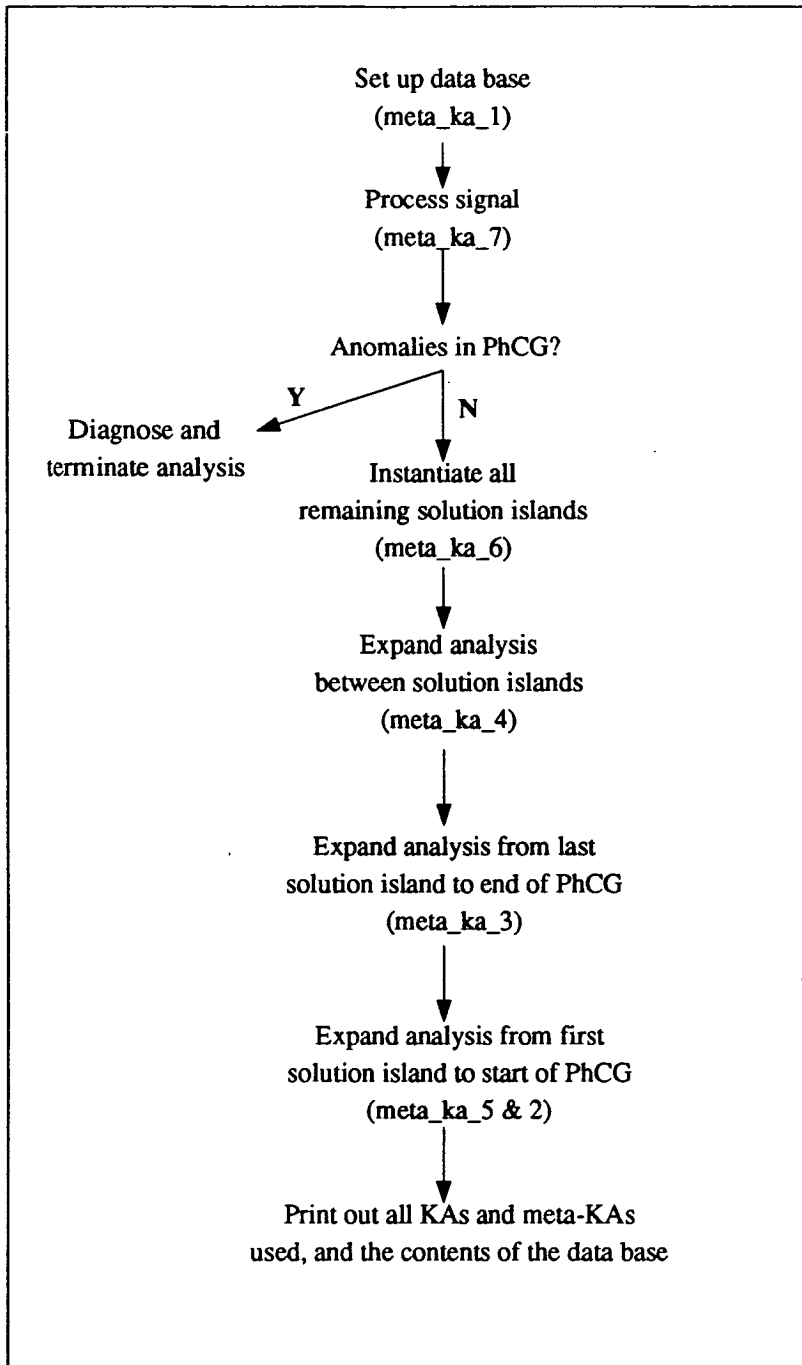 Set up data base
(meta_ka_1)
Process signal
(meta_ka_7)
Anomalies in PhCG?
Y
N
Diagnose and
terminate analysis
Instantiate all
remaining solution islands
(meta_ka_6)
Expand analysis
between solution islands
(meta_ka_4)
Expand analysis from last
solution island to end of PhCG
(meta_ka_3)
Expand analysis from first
solution island to start of PhCG
(meta_ka_5 & 2)
Print out all KAs and meta-KAs
used, and the contents of the data base